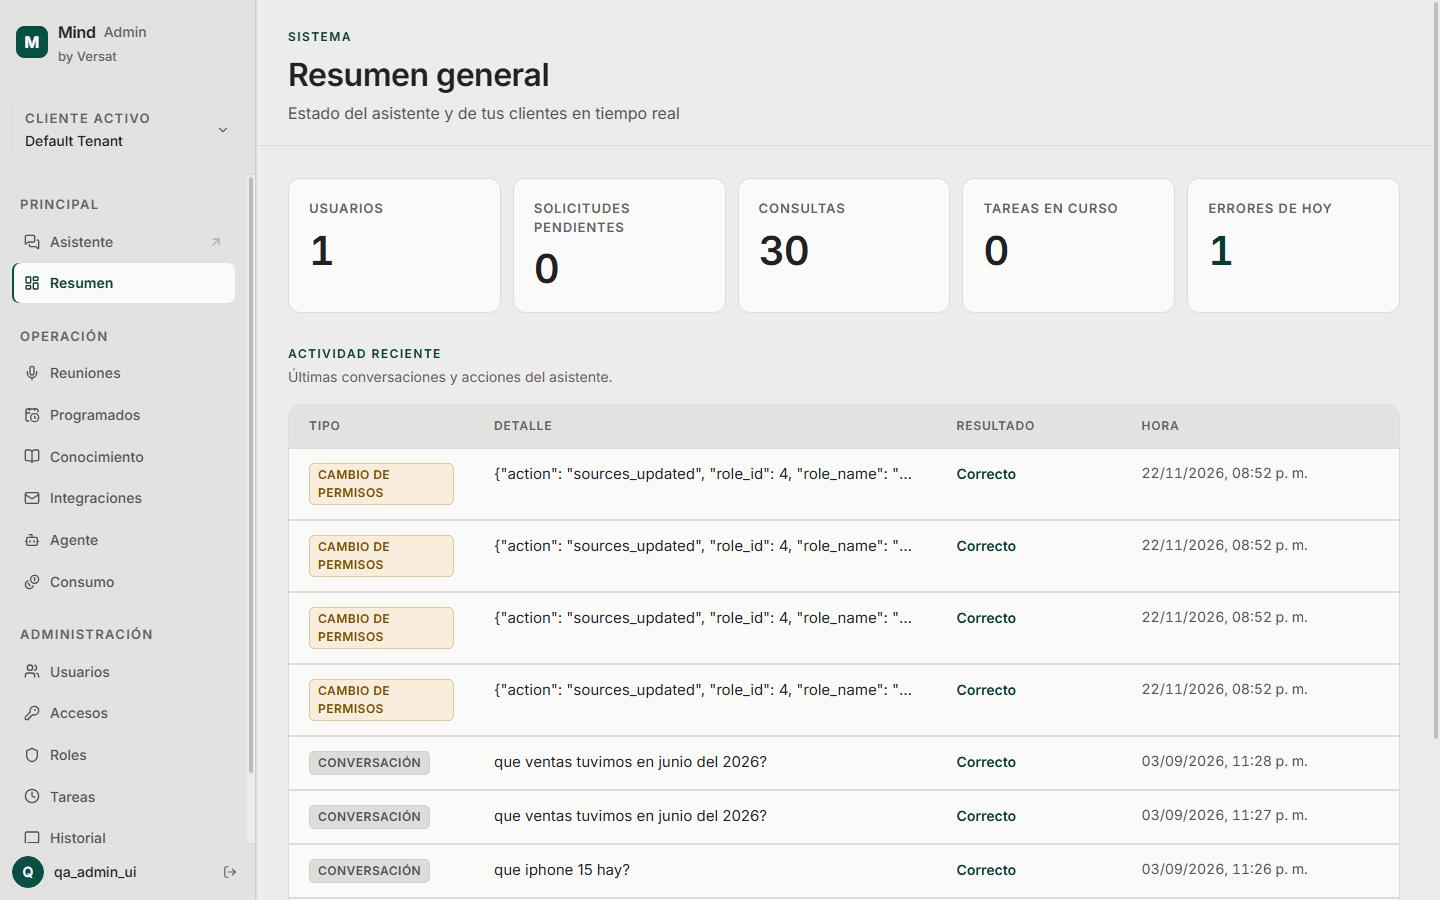 M
Mind Admin
by Versat
CLIENTE ACTIVO
Default Tenant
PRINCIPAL
Asistente
Resumen
OPERACIÓN
Reuniones
Programados
Conocimiento
Integraciones
Agente
Consumo
ADMINISTRACIÓN
Usuarios
Accesos
Roles
Tareas
Historial
Q qa_admin_ui
SISTEMA
Resumen general
Estado del asistente y de tus clientes en tiempo real
USUARIOS
1
SOLICITUDES
PENDIENTES
0
CONSULTAS
30
TAREAS EN CURSO
0
ERRORES DE HOY
1
ACTIVIDAD RECIENTE
Últimas conversaciones y acciones del asistente.
TIPO DETALLE RESULTADO HORA
CAMBIO DE
PERMISOS
{"action": "sources_updated", "role_id": 4, "role_name": "... Correcto 22/11/2026, 08:52 p. m.
CAMBIO DE
PERMISOS
{"action": "sources_updated", "role_id": 4, "role_name": "... Correcto 22/11/2026, 08:52 p. m.
CAMBIO DE
PERMISOS
{"action": "sources_updated", "role_id": 4, "role_name": "... Correcto 22/11/2026, 08:52 p. m.
CAMBIO DE
PERMISOS
{"action": "sources_updated", "role_id": 4, "role_name": "... Correcto 22/11/2026, 08:52 p. m.
CONVERSACIÓN que ventas tuvimos en junio del 2026? Correcto 03/09/2026, 11:28 p. m.
CONVERSACIÓN que ventas tuvimos en junio del 2026? Correcto 03/09/2026, 11:27 p. m.
CONVERSACIÓN que iphone 15 hay? Correcto 03/09/2026, 11:26 p. m.